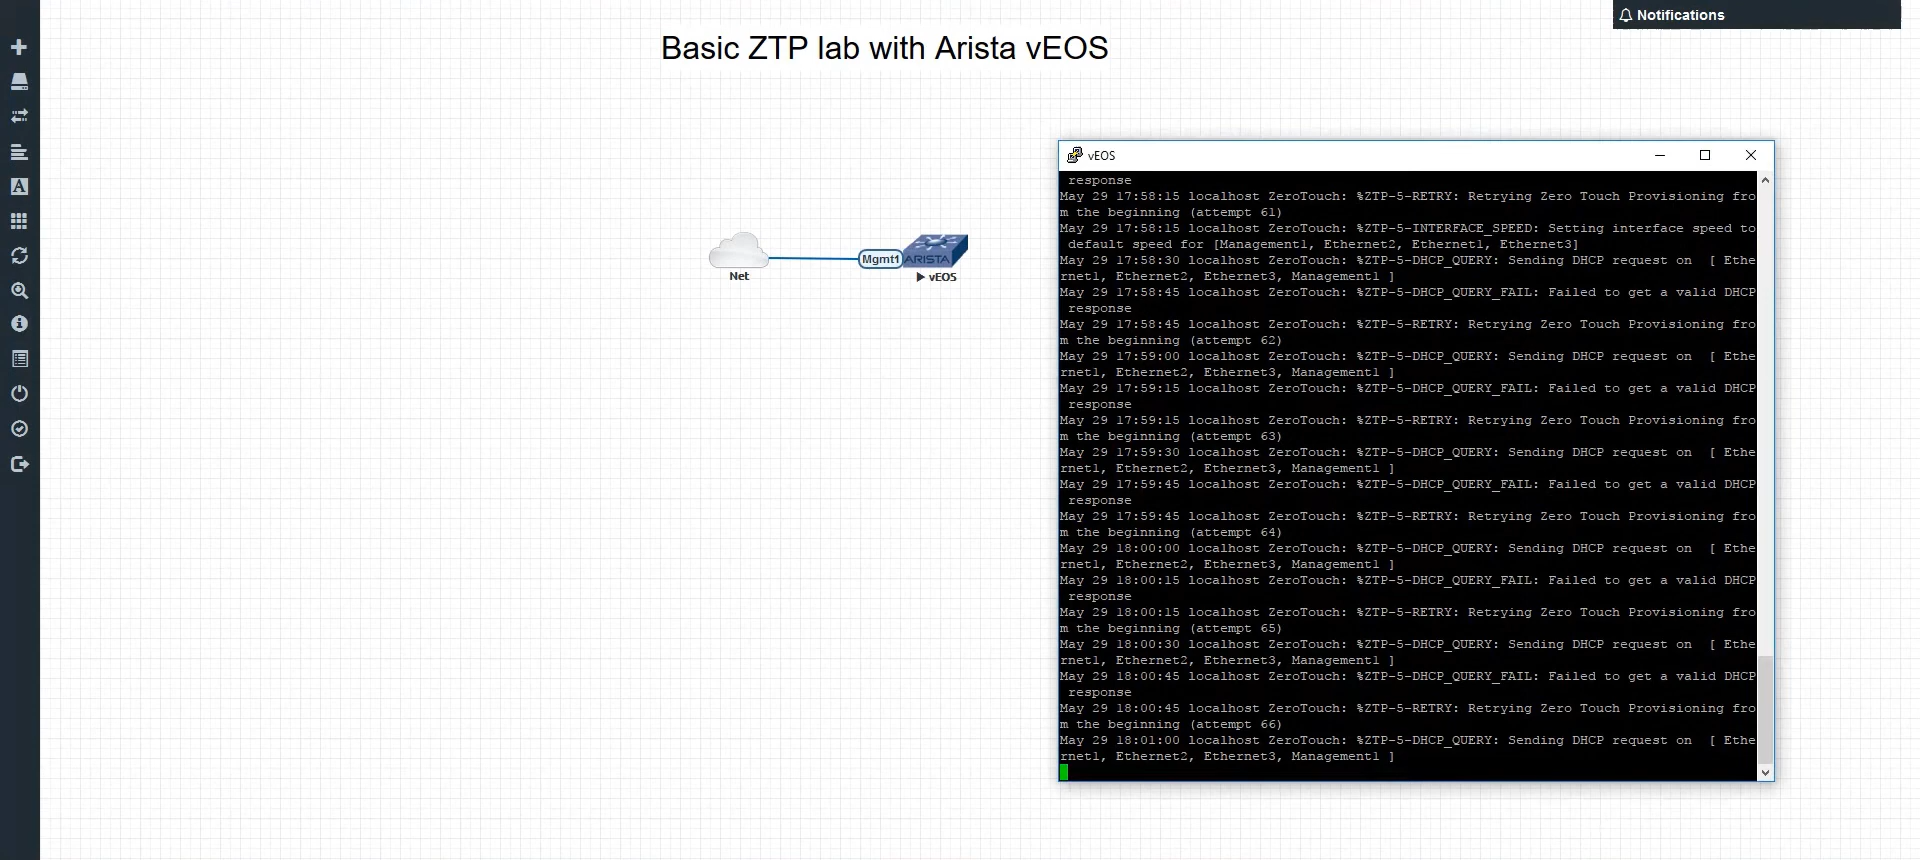 Notifications
Basic ZTP lab with Arista vEOS
Net
Mgmt1
ARISTA
vEOS
vEOS
response
May 29 17:58:15 localhost ZeroTouch: %ZTP-5-RETRY: Retrying Zero Touch Provisioning fro
m the beginning (attempt 61)
May 29 17:58:15 localhost ZeroTouch: %ZTP-5-INTERFACE_SPEED: Setting interface speed to
default speed for [Management1, Ethernet2, Ethernet1, Ethernet3]
May 29 17:58:30 localhost ZeroTouch: %ZTP-5-DHCP_QUERY: Sending DHCP request on  [ Ethe
rnet1, Ethernet2, Ethernet3, Management1 ]
May 29 17:58:45 localhost ZeroTouch: %ZTP-5-DHCP_QUERY_FAIL: Failed to get a valid DHCP
response
May 29 17:58:45 localhost ZeroTouch: %ZTP-5-RETRY: Retrying Zero Touch Provisioning fro
m the beginning (attempt 62)
May 29 17:59:00 localhost ZeroTouch: %ZTP-5-DHCP_QUERY: Sending DHCP request on  [ Ethe
rnet1, Ethernet2, Ethernet3, Management1 ]
May 29 17:59:15 localhost ZeroTouch: %ZTP-5-DHCP_QUERY_FAIL: Failed to get a valid DHCP
response
May 29 17:59:15 localhost ZeroTouch: %ZTP-5-RETRY: Retrying Zero Touch Provisioning fro
m the beginning (attempt 63)
May 29 17:59:30 localhost ZeroTouch: %ZTP-5-DHCP_QUERY: Sending DHCP request on  [ Ethe
rnet1, Ethernet2, Ethernet3, Management1 ]
May 29 17:59:45 localhost ZeroTouch: %ZTP-5-DHCP_QUERY_FAIL: Failed to get a valid DHCP
response
May 29 17:59:45 localhost ZeroTouch: %ZTP-5-RETRY: Retrying Zero Touch Provisioning fro
m the beginning (attempt 64)
May 29 18:00:00 localhost ZeroTouch: %ZTP-5-DHCP_QUERY: Sending DHCP request on  [ Ethe
rnet1, Ethernet2, Ethernet3, Management1 ]
May 29 18:00:15 localhost ZeroTouch: %ZTP-5-DHCP_QUERY_FAIL: Failed to get a valid DHCP
response
May 29 18:00:15 localhost ZeroTouch: %ZTP-5-RETRY: Retrying Zero Touch Provisioning fro
m the beginning (attempt 65)
May 29 18:00:30 localhost ZeroTouch: %ZTP-5-DHCP_QUERY: Sending DHCP request on  [ Ethe
rnet1, Ethernet2, Ethernet3, Management1 ]
May 29 18:00:45 localhost ZeroTouch: %ZTP-5-DHCP_QUERY_FAIL: Failed to get a valid DHCP
response
May 29 18:00:45 localhost ZeroTouch: %ZTP-5-RETRY: Retrying Zero Touch Provisioning fro
m the beginning (attempt 66)
May 29 18:01:00 localhost ZeroTouch: %ZTP-5-DHCP_QUERY: Sending DHCP request on  [ Ethe
rnet1, Ethernet2, Ethernet3, Management1 ]